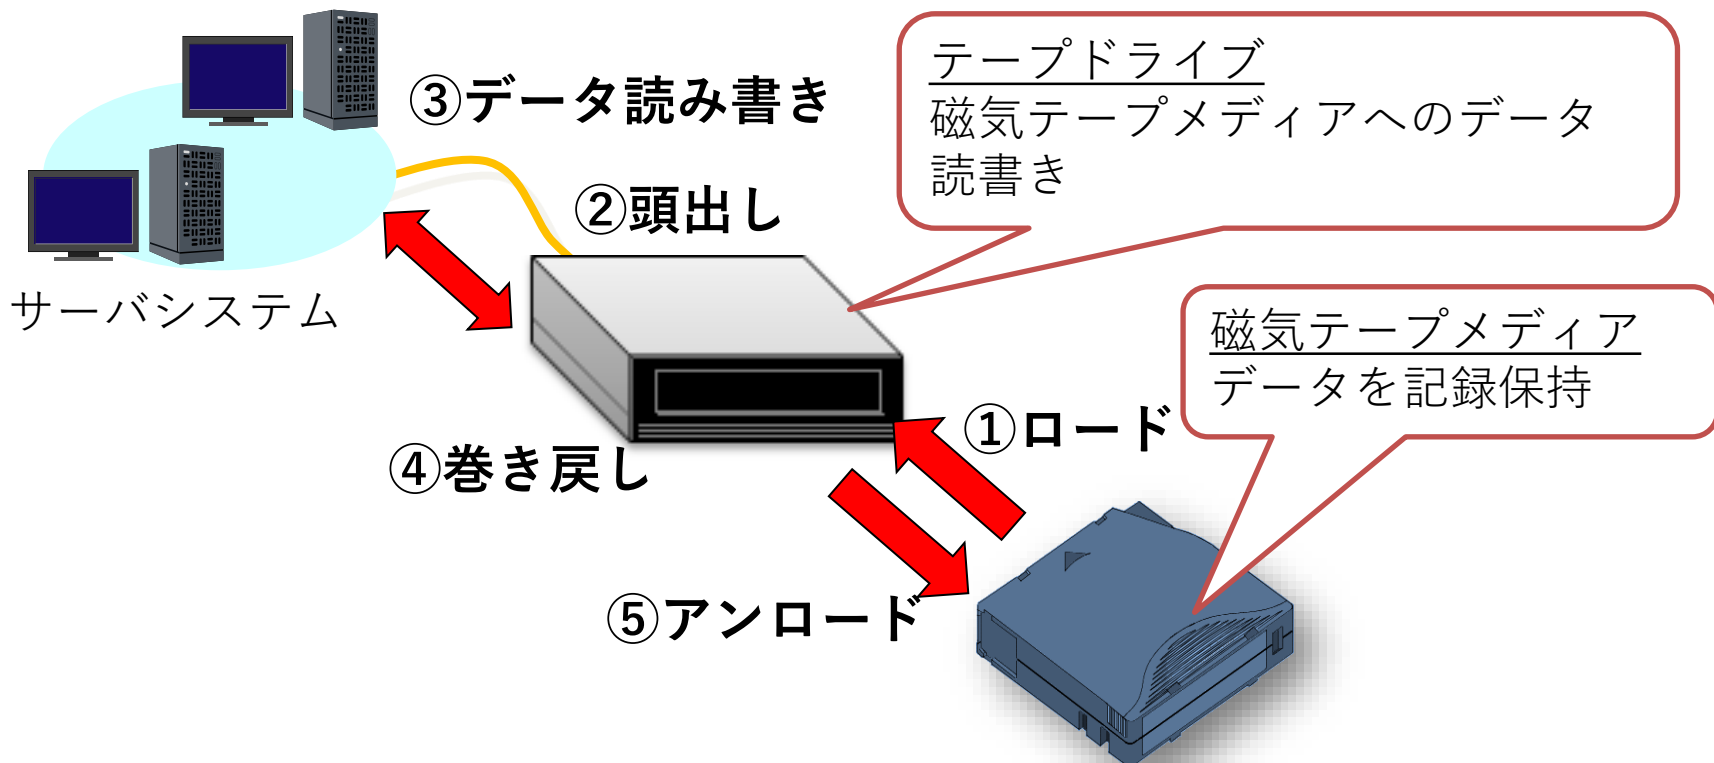 ③データ読み書き
テープドライブ
磁気テープメディアへのデータ
読書き
②頭出し
サーバシステム
磁気テープメディア
データを記録保持
①ロード
④巻き戻し
⑤アンロード